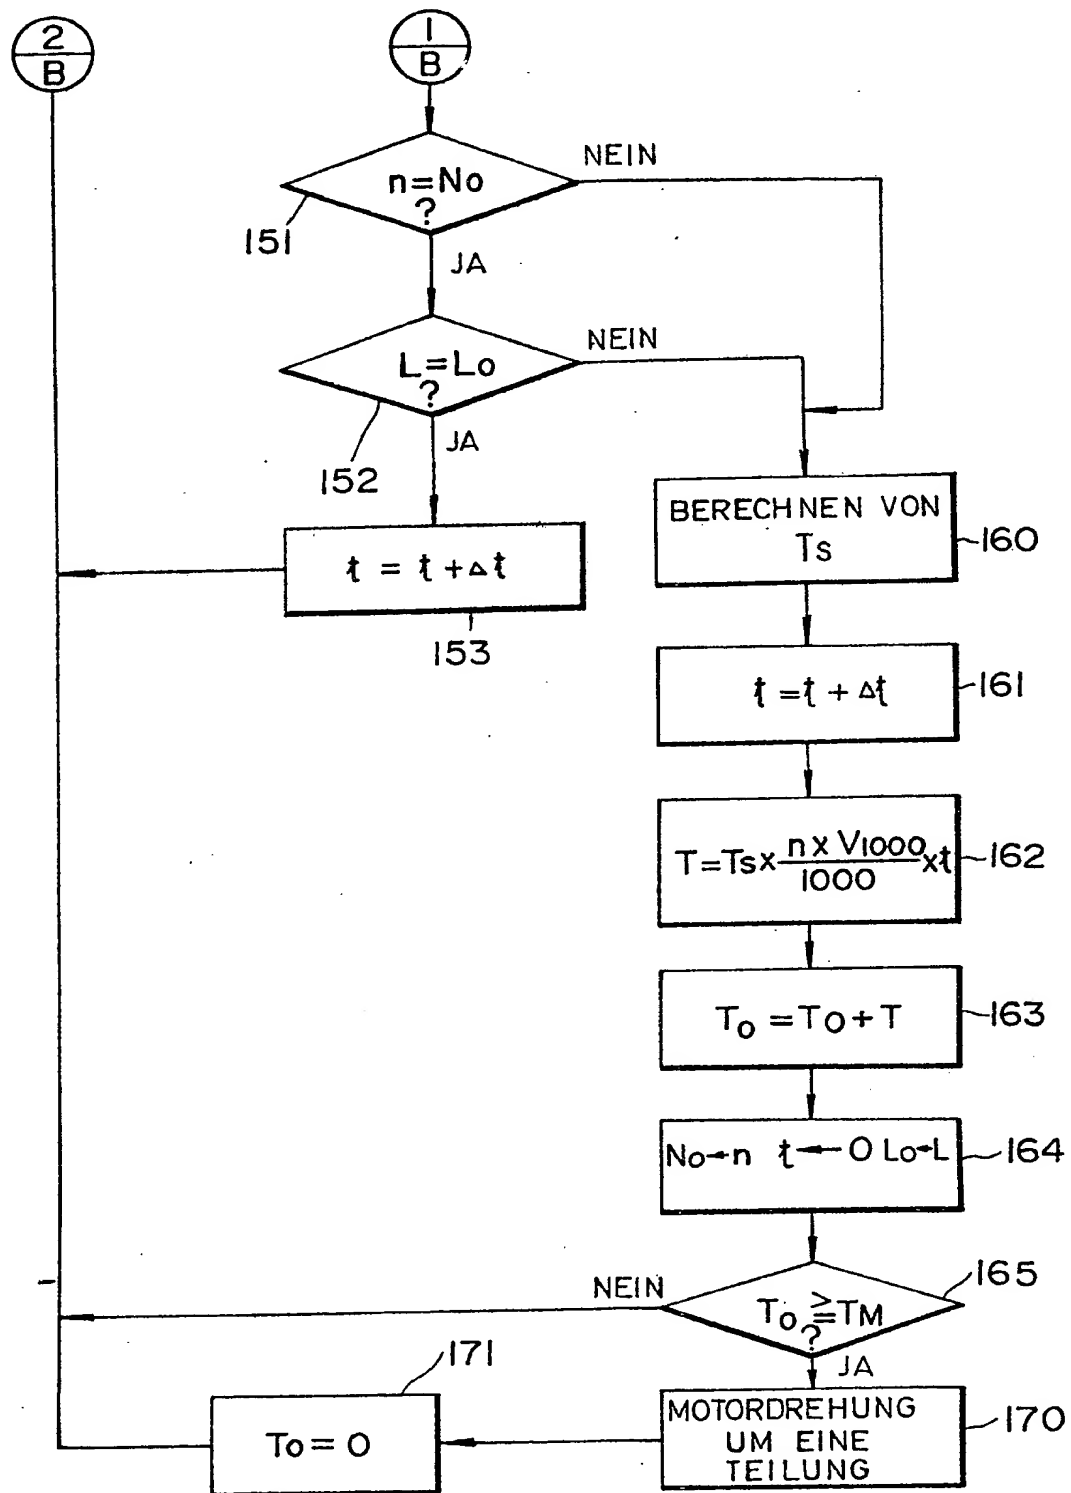 2
B
1
B
n=No
?
NEIN
151
JA
L=Lo
?
NEIN
152
JA
t = t + Δt
153
BERECHNEN VON
Ts
160
t = t + Δt
161
T=Ts x n x V1000 / 1000 x t
162
To = To + T
163
No←n t←0 Lo←L
164
To ≧ TM
?
165
NEIN
JA
MOTORDREHUNG
UM EINE
TEILUNG
170
To = 0
171